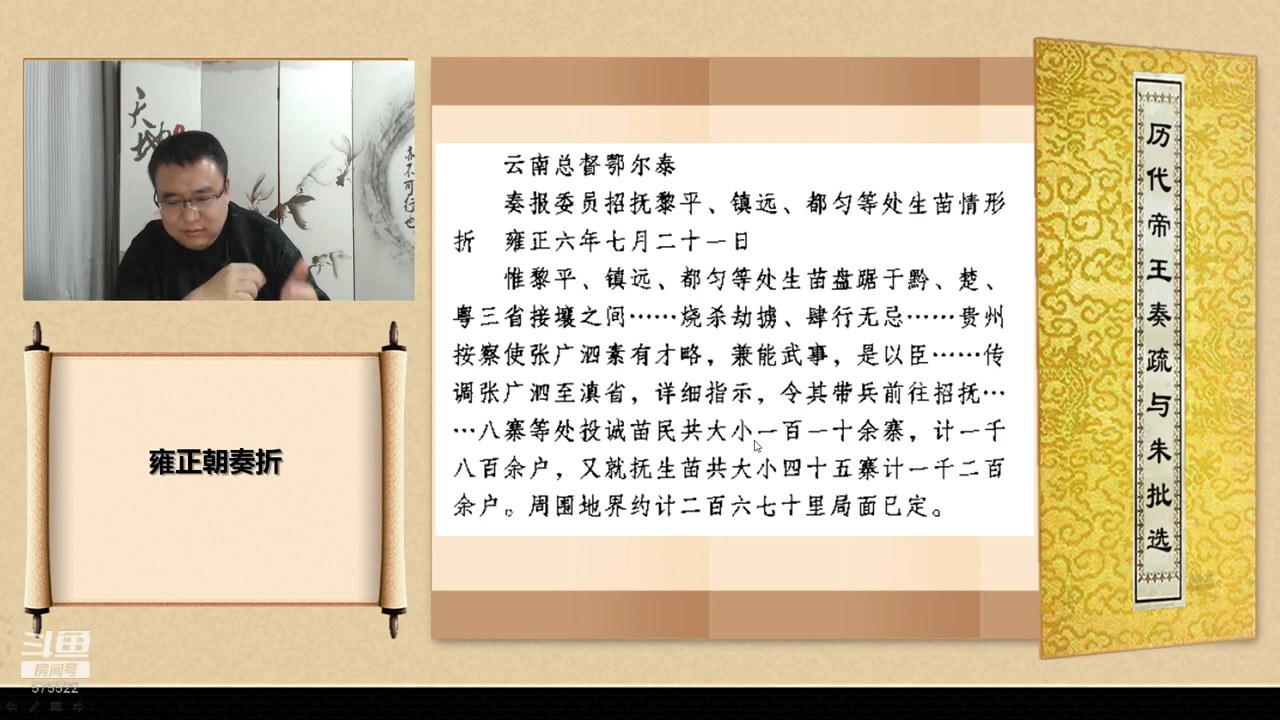 天地
亦不可行也
云南总督鄂尔泰
奏报委员招抚黎平、镇远、都匀等处生苗情形
折　雍正六年七月二十一日
惟黎平、镇远、都匀等处生苗盘踞于黔、楚、
粤三省接壤之间……烧杀劫掳、肆行无忌……贵州
按察使张广泗素有才略，兼能武事，是以臣……传
调张广泗至滇省，详细指示，令其带兵前往招抚…
…八寨等处投诚苗民共大小一百一十余寨，计一千
八百余户，又就抚生苗共大小四十五寨计一千二百
余户。周围地界约计二百六七十里局面已定。
雍正朝奏折
历代帝王奏疏与朱批选
斗鱼
房间号
575522